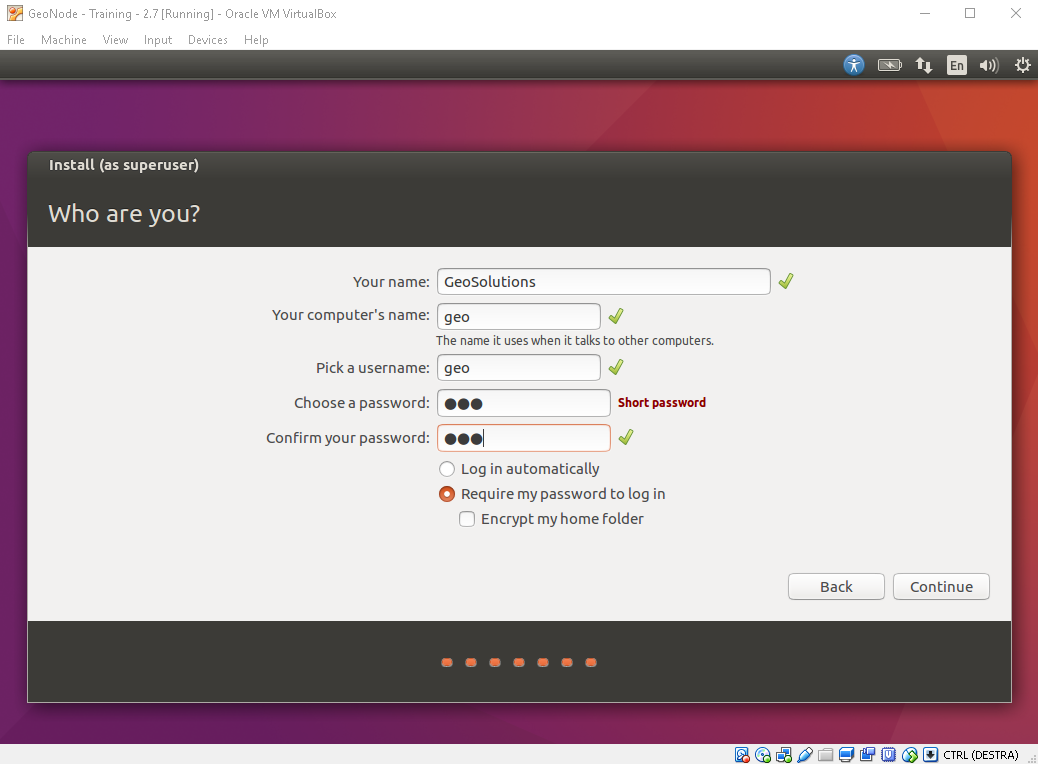 GeoNode - Training - 2.7 [Running] - Oracle VM VirtualBox
File Machine View Input Devices Help
En
Install (as superuser)
Who are you?
Your name: GeoSolutions
Your computer's name: geo
The name it uses when it talks to other computers.
Pick a username: geo
Choose a password: ●●● Short password
Confirm your password: ●●●
Log in automatically
Require my password to log in
Encrypt my home folder
Back Continue
CTRL (DESTRA)